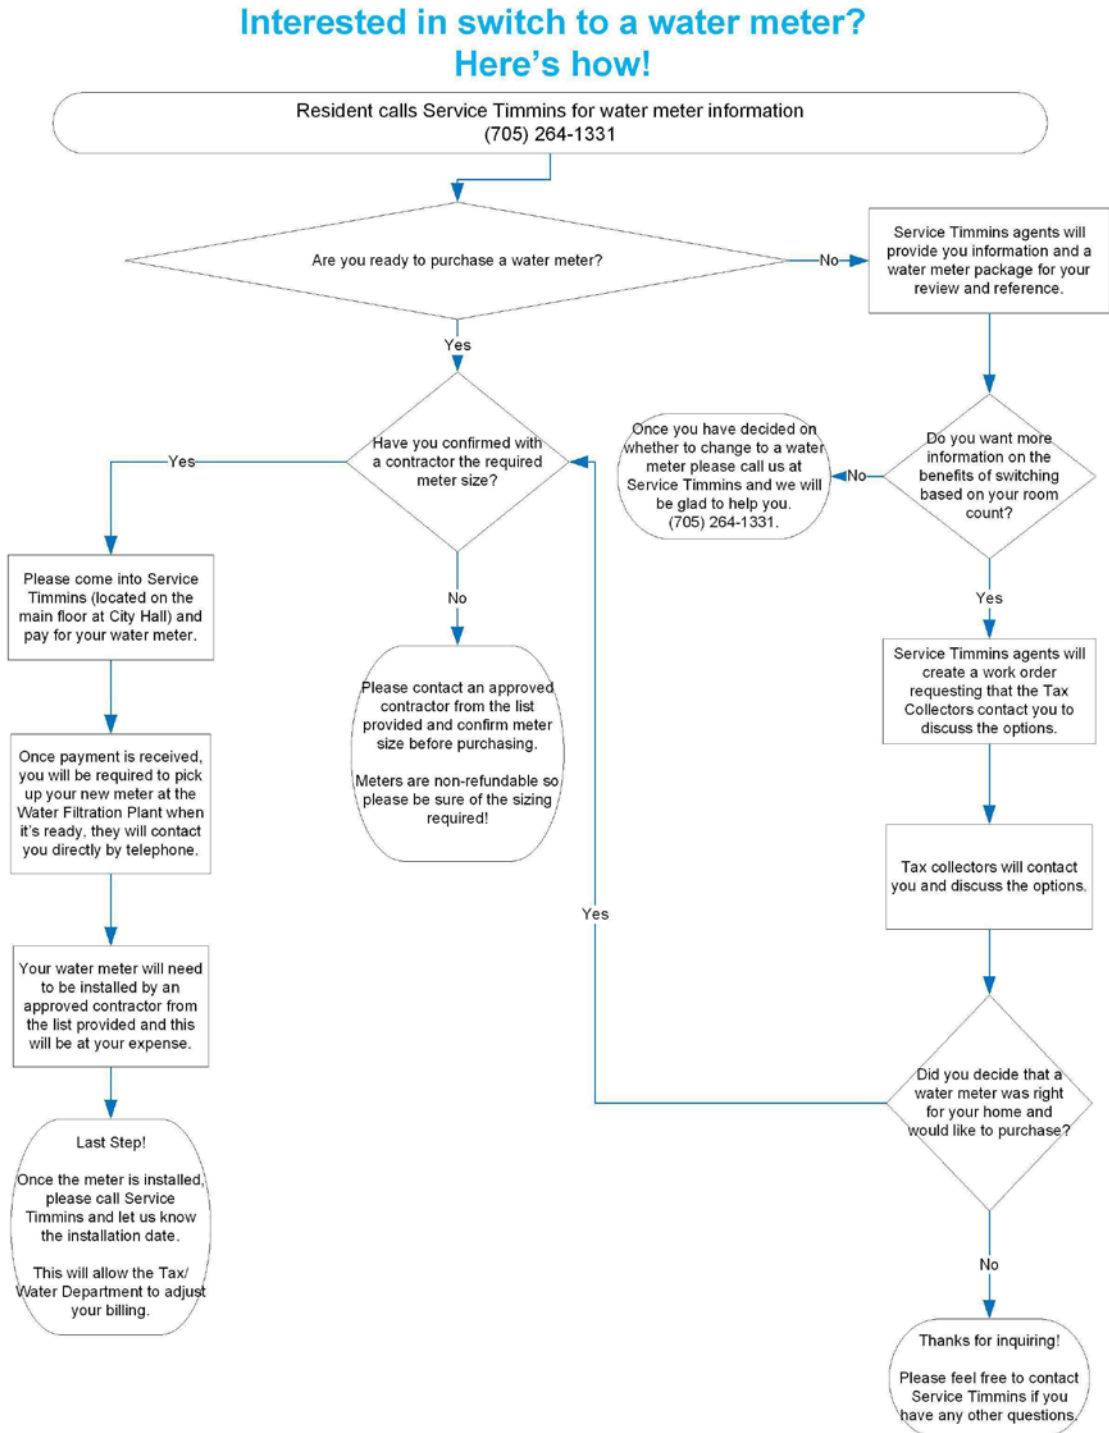 Interested in switch to a water meter?
Here's how!
Resident calls Service Timmins for water meter information
(705) 264-1331
Are you ready to purchase a water meter?
No
Service Timmins agents will
provide you information and a
water meter package for your
review and reference.
Yes
Have you confirmed with
a contractor the required
meter size?
Yes
Once you have decided on
whether to change to a water
meter please call us at
Service Timmins and we will
be glad to help you.
(705) 264-1331.
No
Do you want more
information on the
benefits of switching
based on your room
count?
Please come into Service
Timmins (located on the
main floor at City Hall) and
pay for your water meter.
No
Yes
Please contact an approved
contractor from the list
provided and confirm meter
size before purchasing.
Meters are non-refundable so
please be sure of the sizing
required!
Service Timmins agents will
create a work order
requesting that the Tax
Collectors contact you to
discuss the options.
Once payment is received,
you will be required to pick
up your new meter at the
Water Filtration Plant when
it's ready, they will contact
you directly by telephone.
Tax collectors will contact
you and discuss the options.
Yes
Your water meter will need
to be installed by an
approved contractor from
the list provided and this
will be at your expense.
Did you decide that a
water meter was right
for your home and
would like to purchase?
Last Step!
Once the meter is installed,
please call Service
Timmins and let us know
the installation date.
This will allow the Tax/
Water Department to adjust
your billing.
No
Thanks for inquiring!
Please feel free to contact
Service Timmins if you
have any other questions.